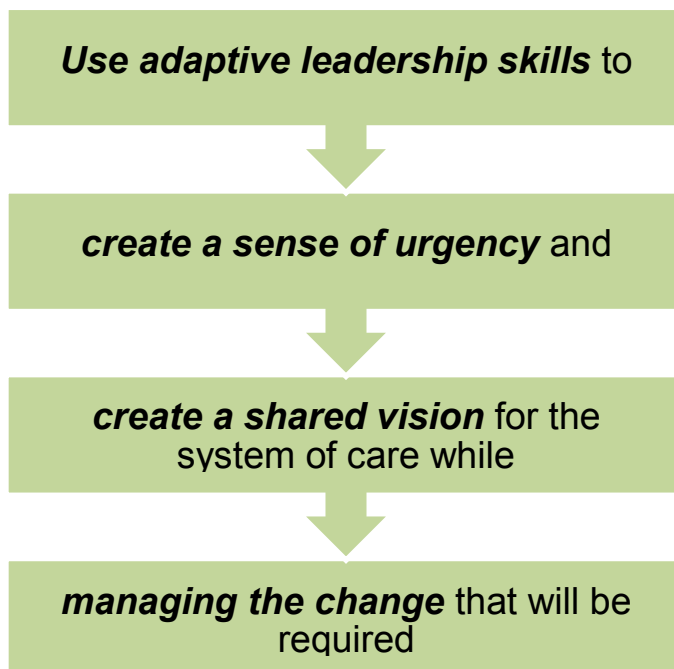 Use adaptive leadership skills to
create a sense of urgency and
create a shared vision for the
system of care while
managing the change that will be
required